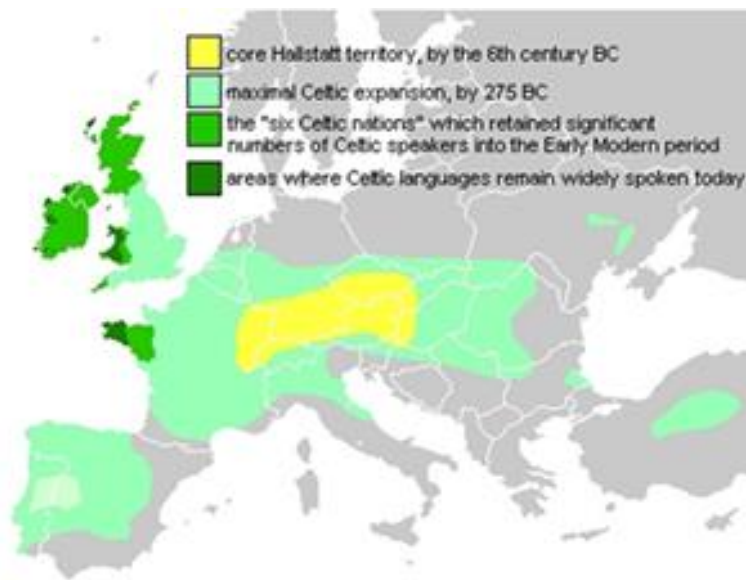 core Hallstatt territory, by the 6th century BC
maximal Celtic expansion, by 275 BC
the "six Celtic nations" which retained significant
numbers of Celtic speakers into the Early Modern period
areas where Celtic languages remain widely spoken today